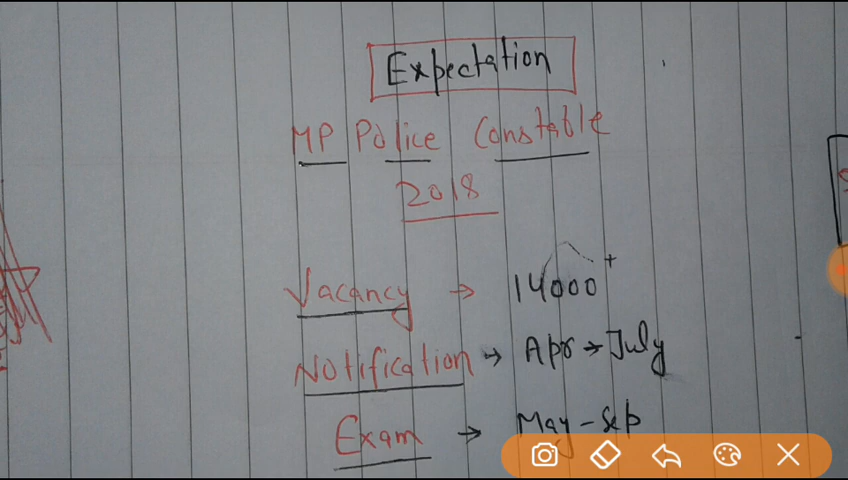 Expectation
MP Police Constable
2018
Vacancy → 14000+
Notification → Apr → July
Exam → May - Sep